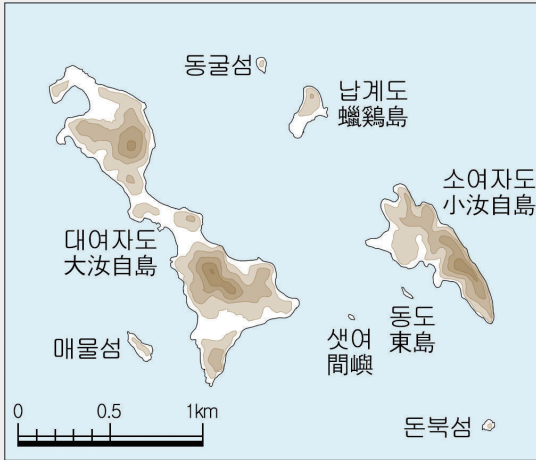 동굴섬
납계도
蠟鷄島
소여자도
小汝自島
대여자도
大汝自島
동도
東島
샛여
間嶼
매물섬
돈북섬
0 0.5 1km